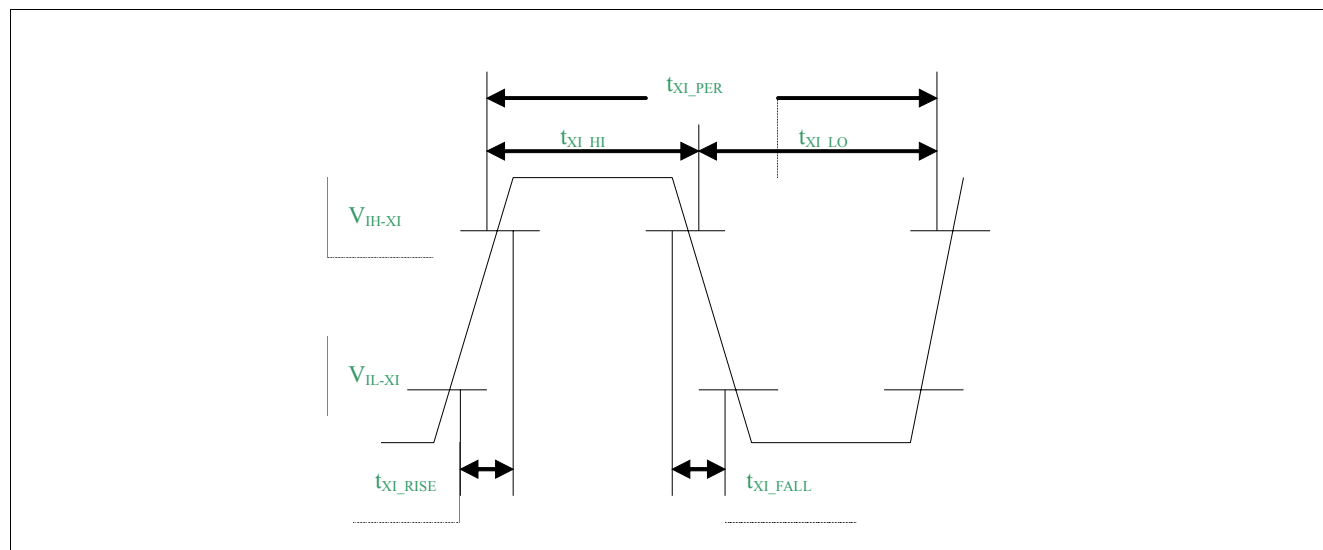 tXI_PER
tXI_HI
tXI_LO
VIH-XI
VIL-XI
tXI_RISE
tXI_FALL